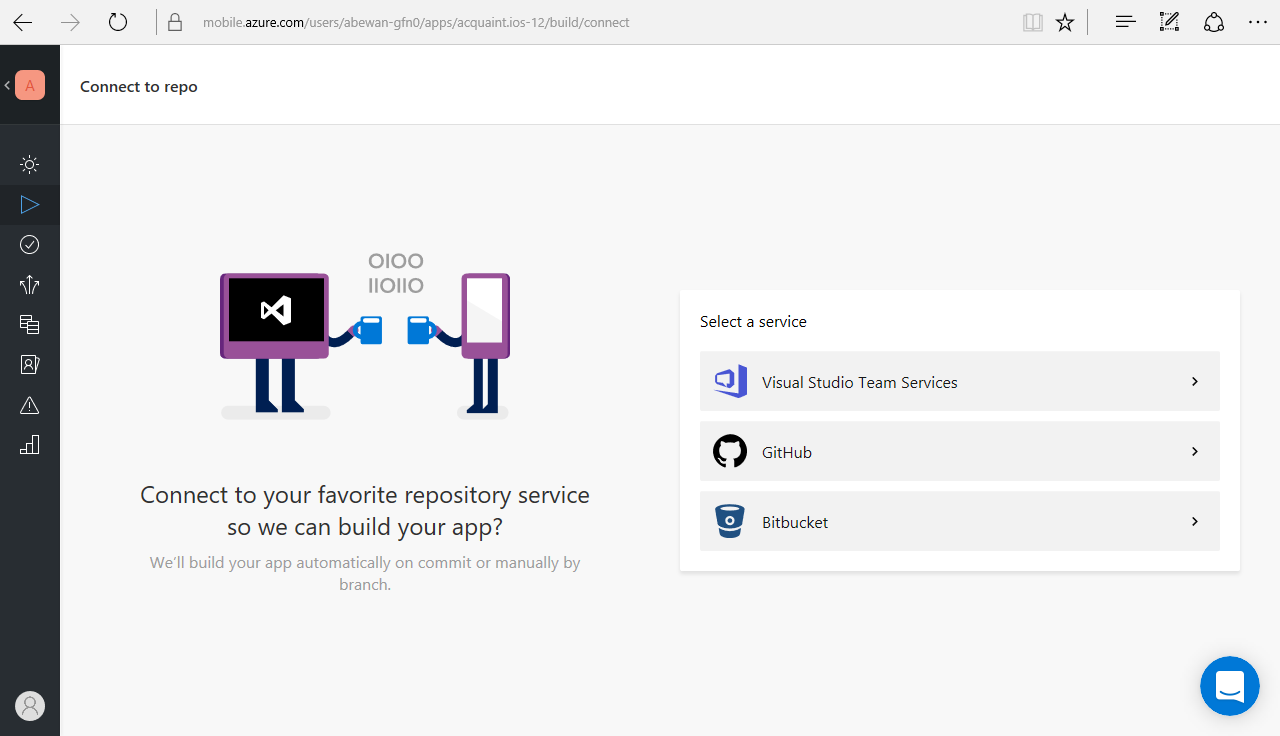 mobile.azure.com/users/abewan-gfn0/apps/acquaint.ios-12/build/connect
A
Connect to repo
OIOO
IIOIIO
Connect to your favorite repository service
so we can build your app?
We’ll build your app automatically on commit or manually by
branch.
Select a service
Visual Studio Team Services
GitHub
Bitbucket